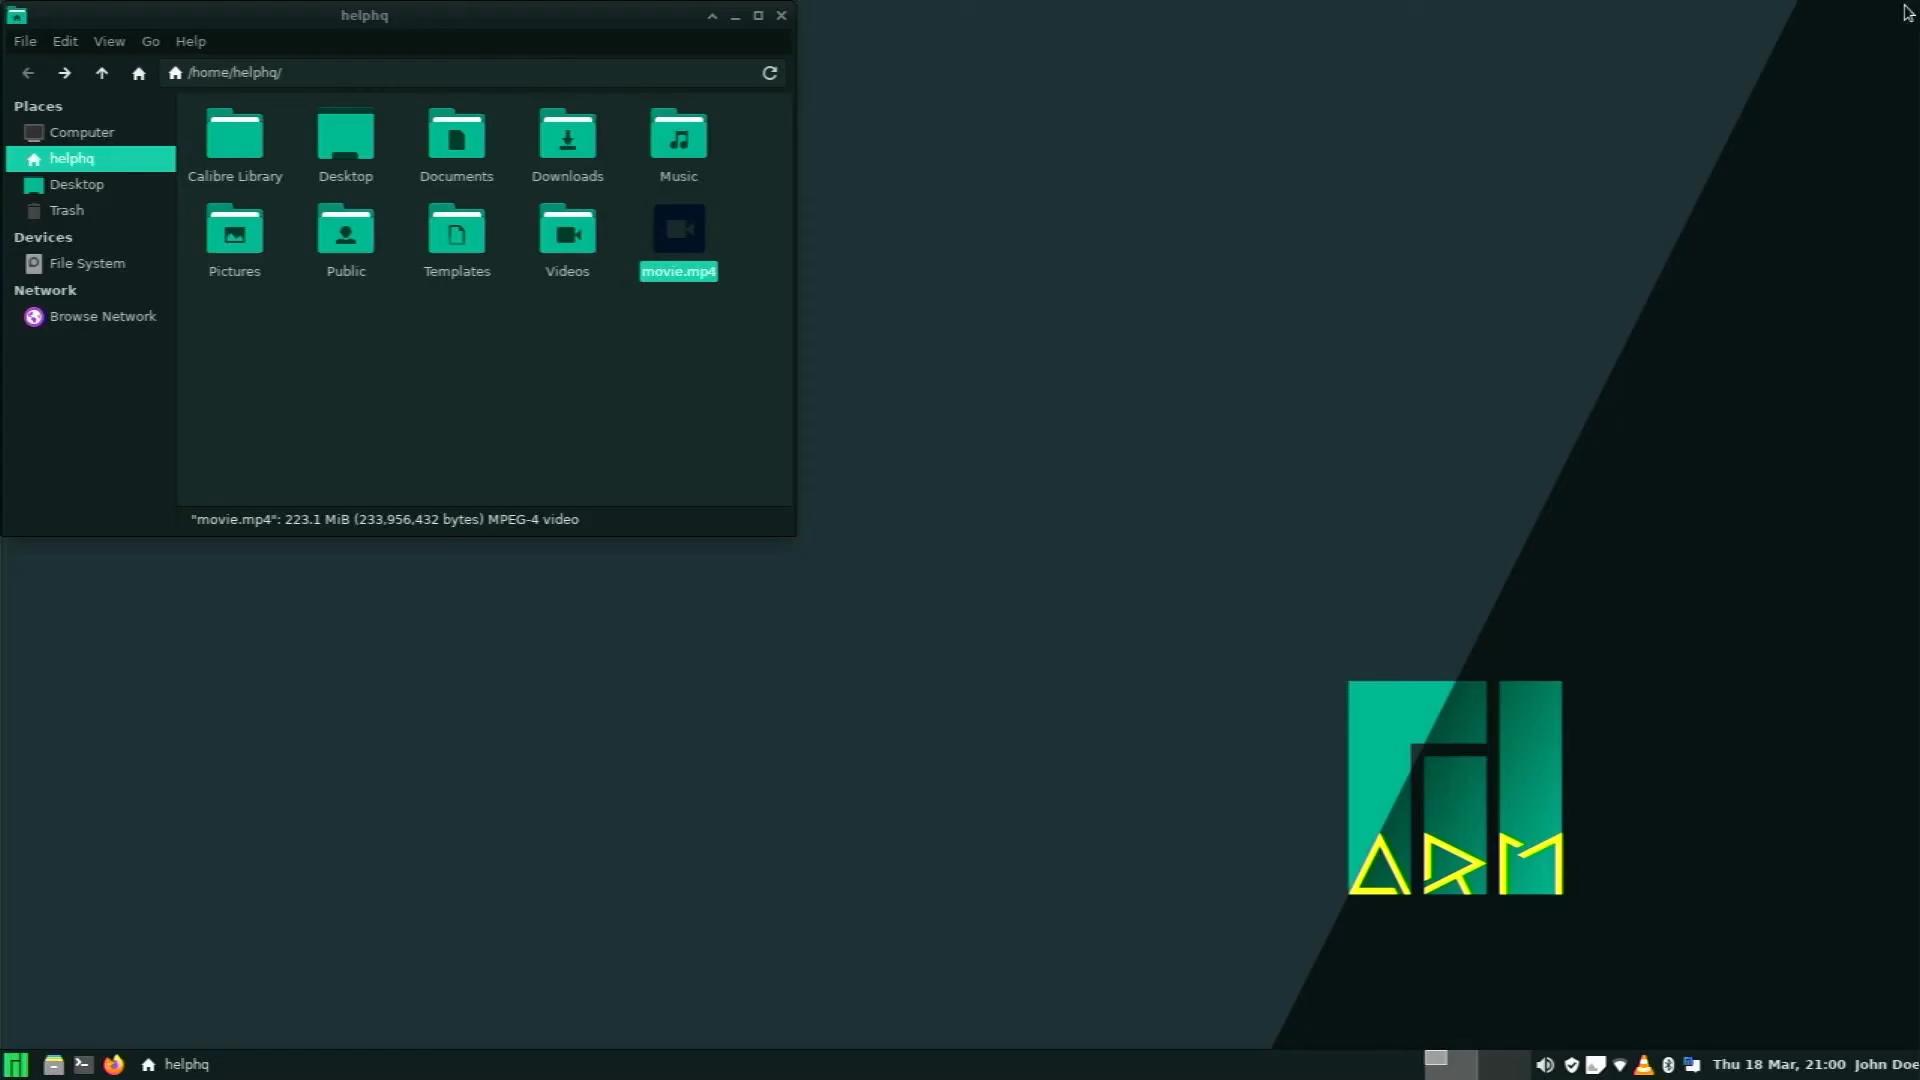 helphq
File Edit View Go Help
/home/helphq/
Places
Computer
helphq
Desktop
Trash
Devices
File System
Network
Browse Network
Calibre Library Desktop Documents Downloads Music
Pictures Public Templates Videos movie.mp4
"movie.mp4": 223.1 MiB (233,956,432 bytes) MPEG-4 video
ARM
helphq
Thu 18 Mar, 21:00 John Doe